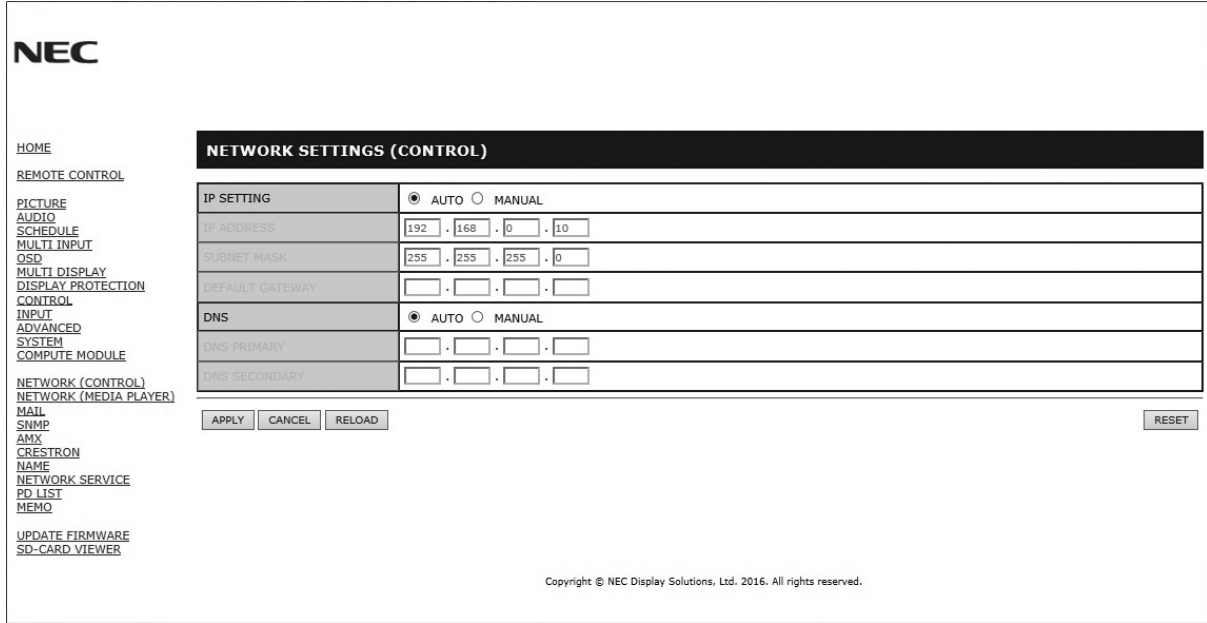 NEC
HOME
REMOTE CONTROL
PICTURE
AUDIO
SCHEDULE
MULTI INPUT
OSD
MULTI DISPLAY
DISPLAY PROTECTION
CONTROL
INPUT
ADVANCED
SYSTEM
COMPUTE MODULE
NETWORK (CONTROL)
NETWORK (MEDIA PLAYER)
MAIL
SNMP
AMX
CRESTRON
NAME
NETWORK SERVICE
PD LIST
MEMO
UPDATE FIRMWARE
SD-CARD VIEWER
NETWORK SETTINGS (CONTROL)
IP SETTING AUTO MANUAL
IP ADDRESS 192 . 168 . 0 . 10
SUBNET MASK 255 . 255 . 255 . 0
DEFAULT GATEWAY . . .
DNS AUTO MANUAL
DNS PRIMARY . . .
DNS SECONDARY . . .
APPLY CANCEL RELOAD RESET
Copyright © NEC Display Solutions, Ltd. 2016. All rights reserved.